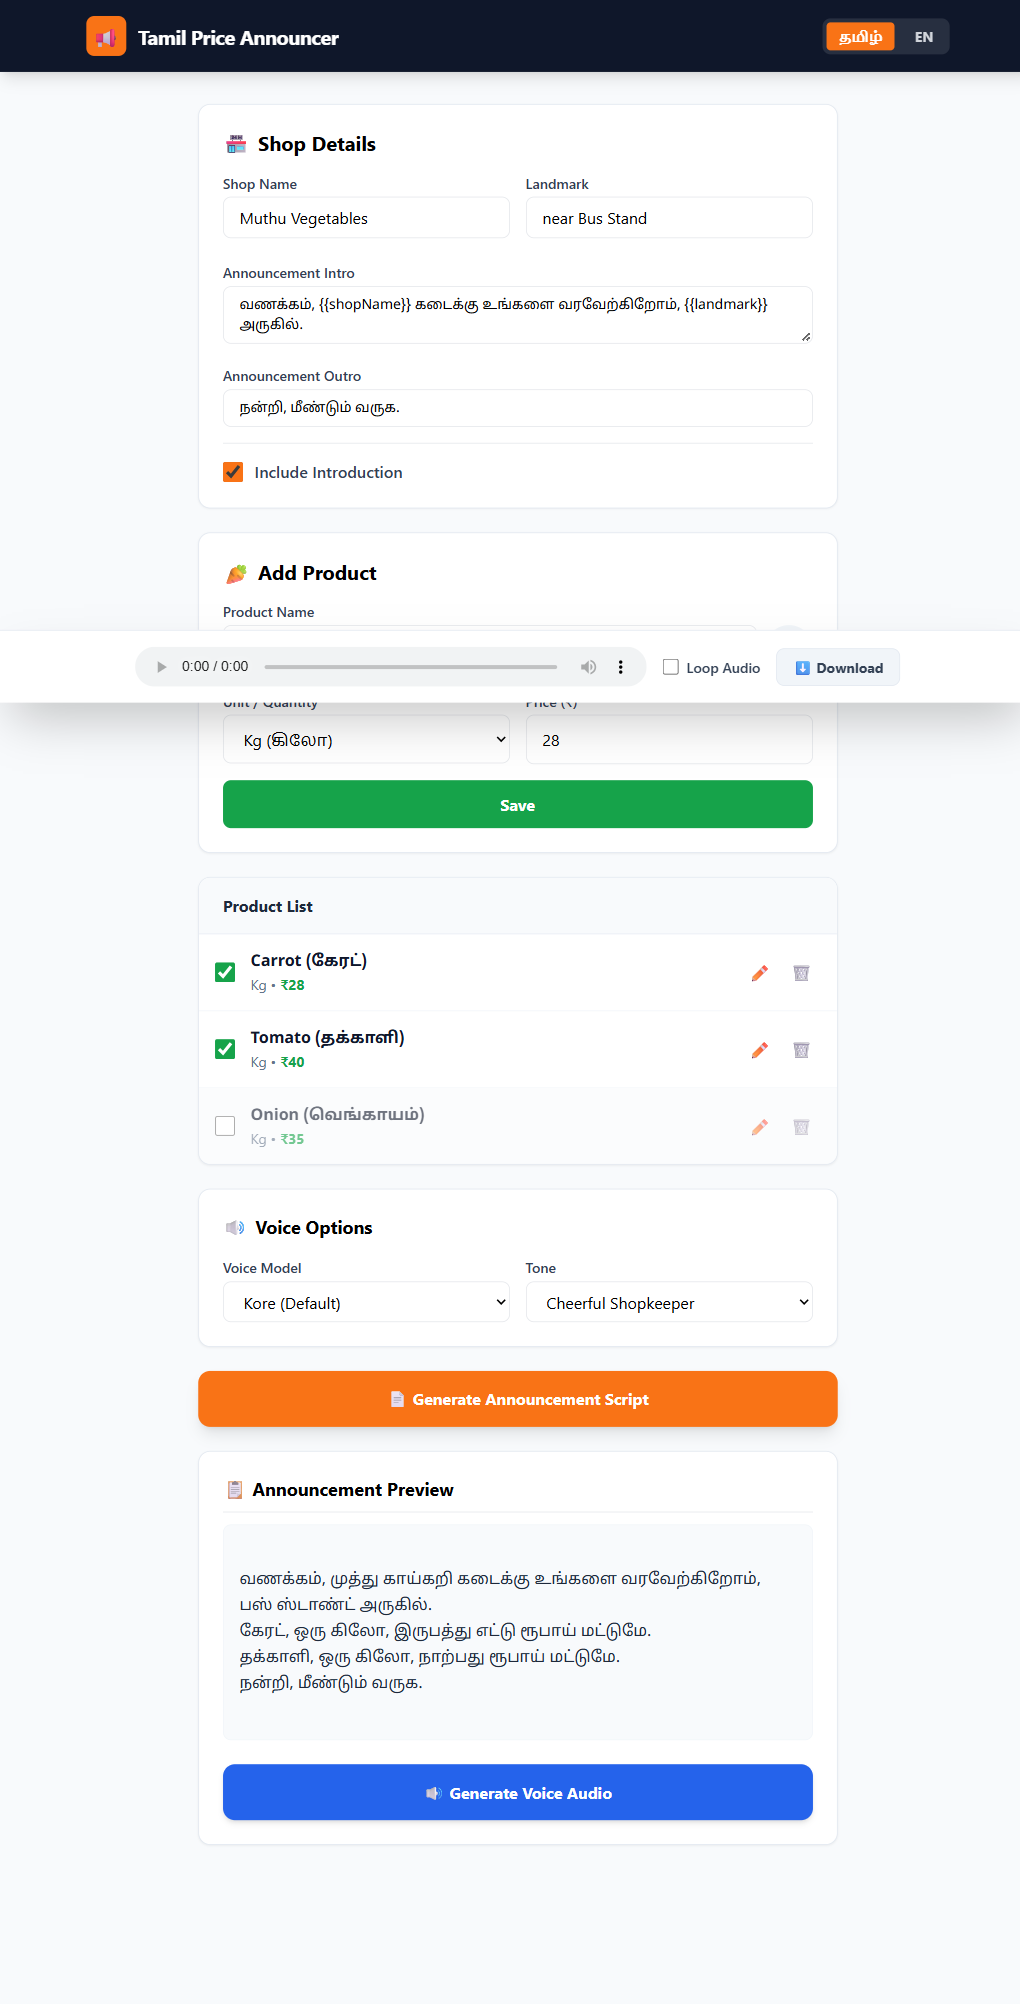 Tamil Price Announcer
தமிழ் EN
Shop Details
Shop Name Landmark
Muthu Vegetables near Bus Stand
Announcement Intro
வணக்கம், {{shopName}} கடைக்கு உங்களை வரவேற்கிறோம், {{landmark}}
அருகில்.
Announcement Outro
நன்றி, மீண்டும் வருக.
Include Introduction
Add Product
Product Name
0:00 / 0:00 Loop Audio Download
Unit / Quantity Price (₹)
Kg (கிலோ) 28
Save
Product List
Carrot (கேரட்)
Kg • ₹28
Tomato (தக்காளி)
Kg • ₹40
Onion (வெங்காயம்)
Kg • ₹35
Voice Options
Voice Model Tone
Kore (Default) Cheerful Shopkeeper
Generate Announcement Script
Announcement Preview
வணக்கம், முத்து காய்கறி கடைக்கு உங்களை வரவேற்கிறோம்,
பஸ் ஸ்டாண்ட் அருகில்.
கேரட், ஒரு கிலோ, இருபத்து எட்டு ரூபாய் மட்டுமே.
தக்காளி, ஒரு கிலோ, நாற்பது ரூபாய் மட்டுமே.
நன்றி, மீண்டும் வருக.
Generate Voice Audio